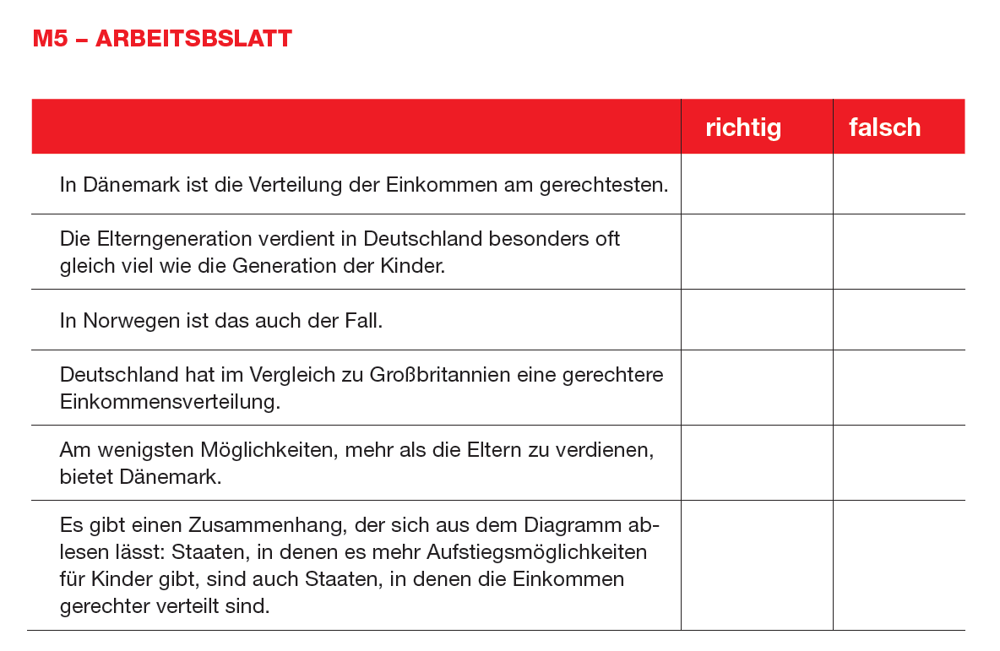 M5 – ARBEITSBSLATT
richtig falsch
In Dänemark ist die Verteilung der Einkommen am gerechtesten.
Die Elterngeneration verdient in Deutschland besonders oft
gleich viel wie die Generation der Kinder.
In Norwegen ist das auch der Fall.
Deutschland hat im Vergleich zu Großbritannien eine gerechtere
Einkommensverteilung.
Am wenigsten Möglichkeiten, mehr als die Eltern zu verdienen,
bietet Dänemark.
Es gibt einen Zusammenhang, der sich aus dem Diagramm ab-
lesen lässt: Staaten, in denen es mehr Aufstiegsmöglichkeiten
für Kinder gibt, sind auch Staaten, in denen die Einkommen
gerechter verteilt sind.